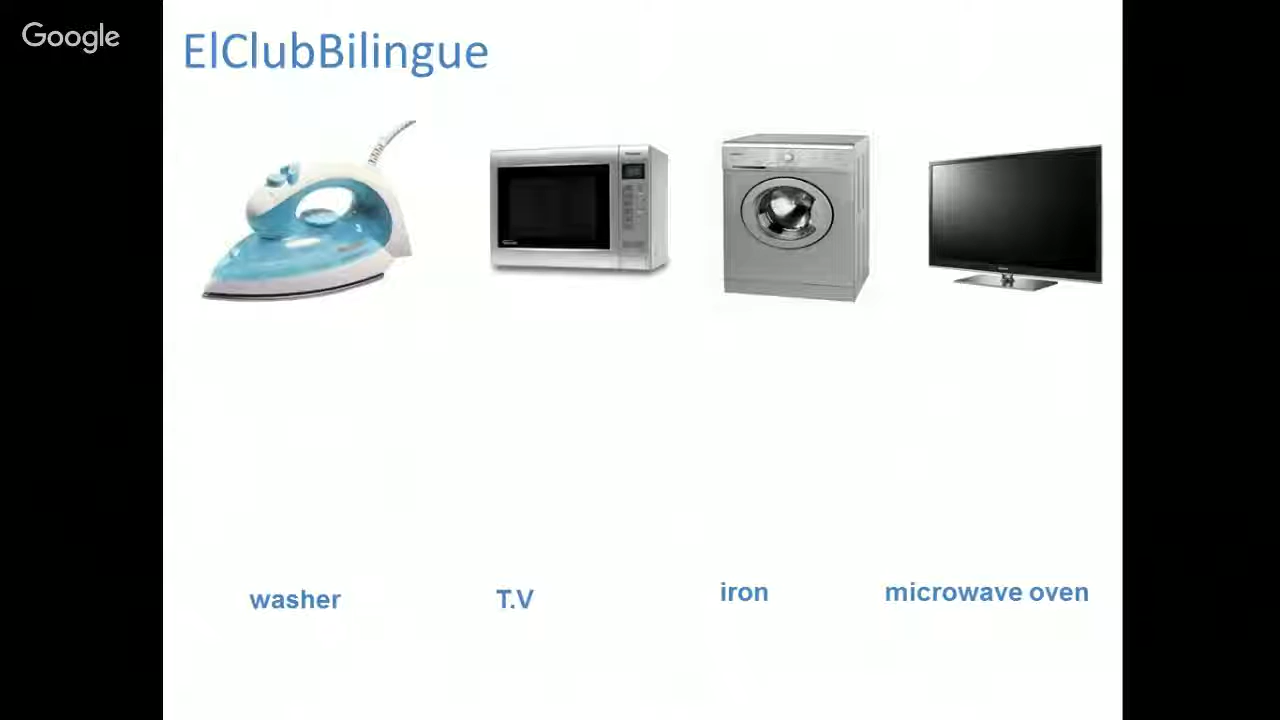 Google
ElClubBilingue
washer
T.V
iron
microwave oven